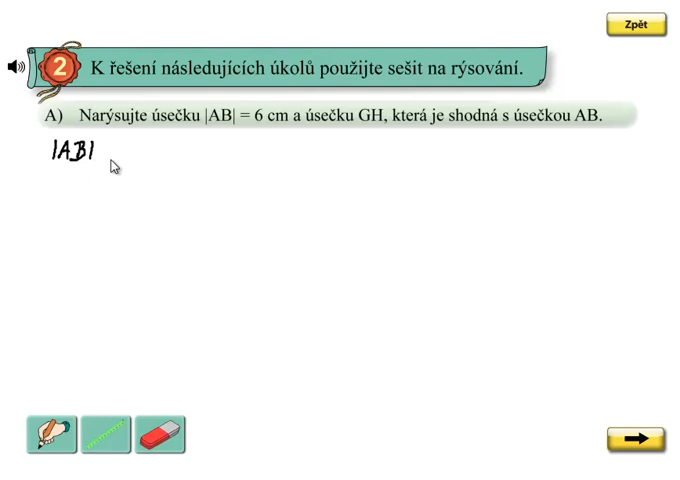 Zpět
2 K řešení následujících úkolů použijte sešit na rýsování.
A) Narýsujte úsečku |AB| = 6 cm a úsečku GH, která je shodná s úsečkou AB.
|AB|